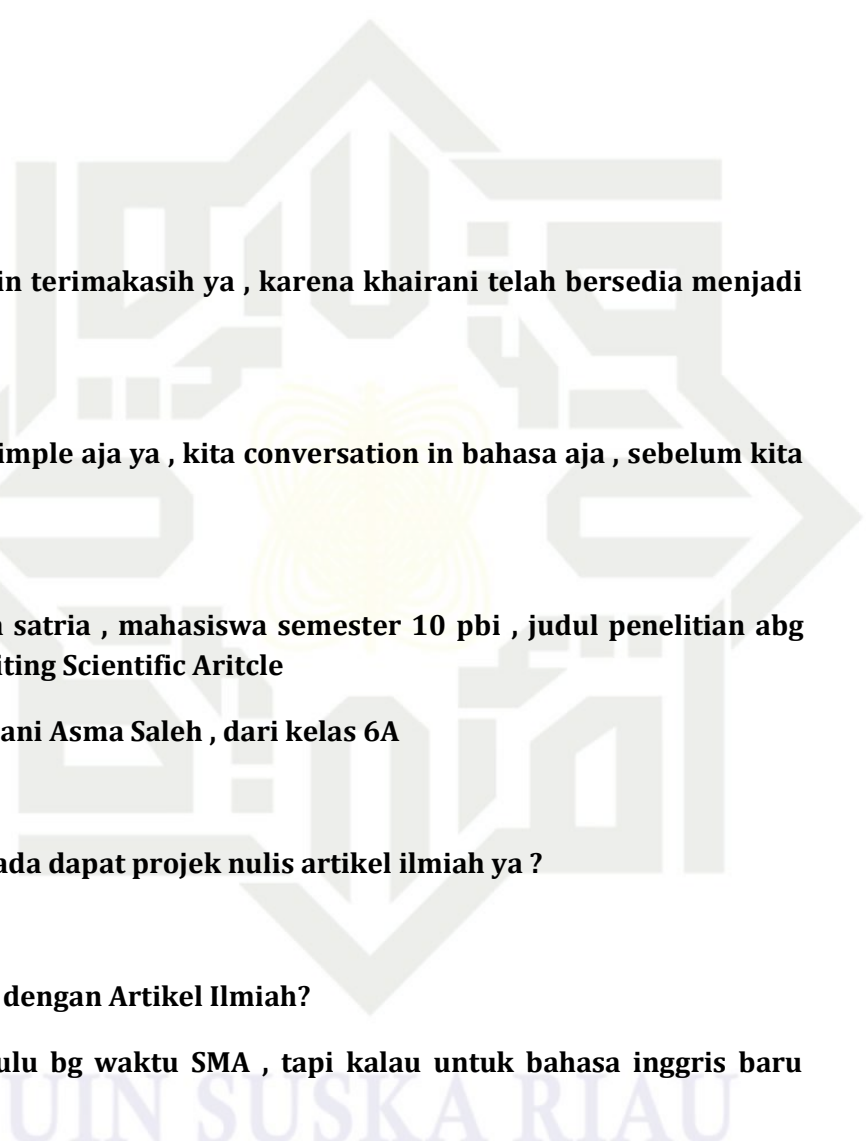 in terimakasih ya , karena khairani telah bersedia menjadi
imple aja ya , kita conversation in bahasa aja , sebelum kita
satria , mahasiswa semester 10 pbi , judul penelitian abg
iting Scientific Aritcle
ani Asma Saleh , dari kelas 6A
ada dapat projek nulis artikel ilmiah ya ?
dengan Artikel Ilmiah?
ulu bg waktu SMA , tapi kalau untuk bahasa inggris baru
UIN SUSKA RIAU